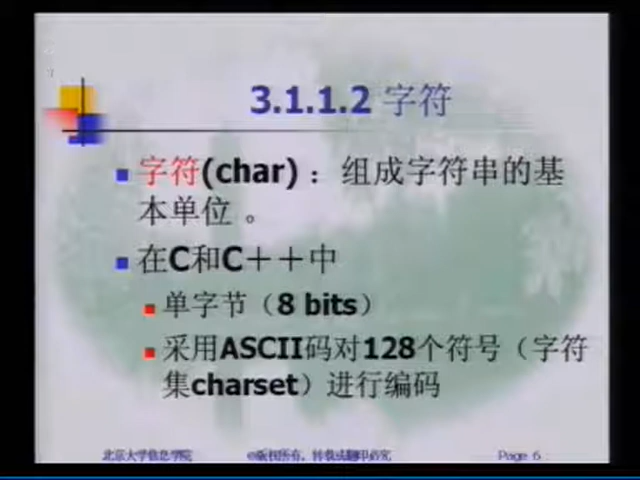 3.1.1.2 字符
字符(char)：组成字符串的基
本单位 。
在C和C＋＋中
单字节（8 bits）
采用ASCII码对128个符号（字符
集charset）进行编码
北京大学信息学院 ©版权所有，转载或翻印必究 Page 6